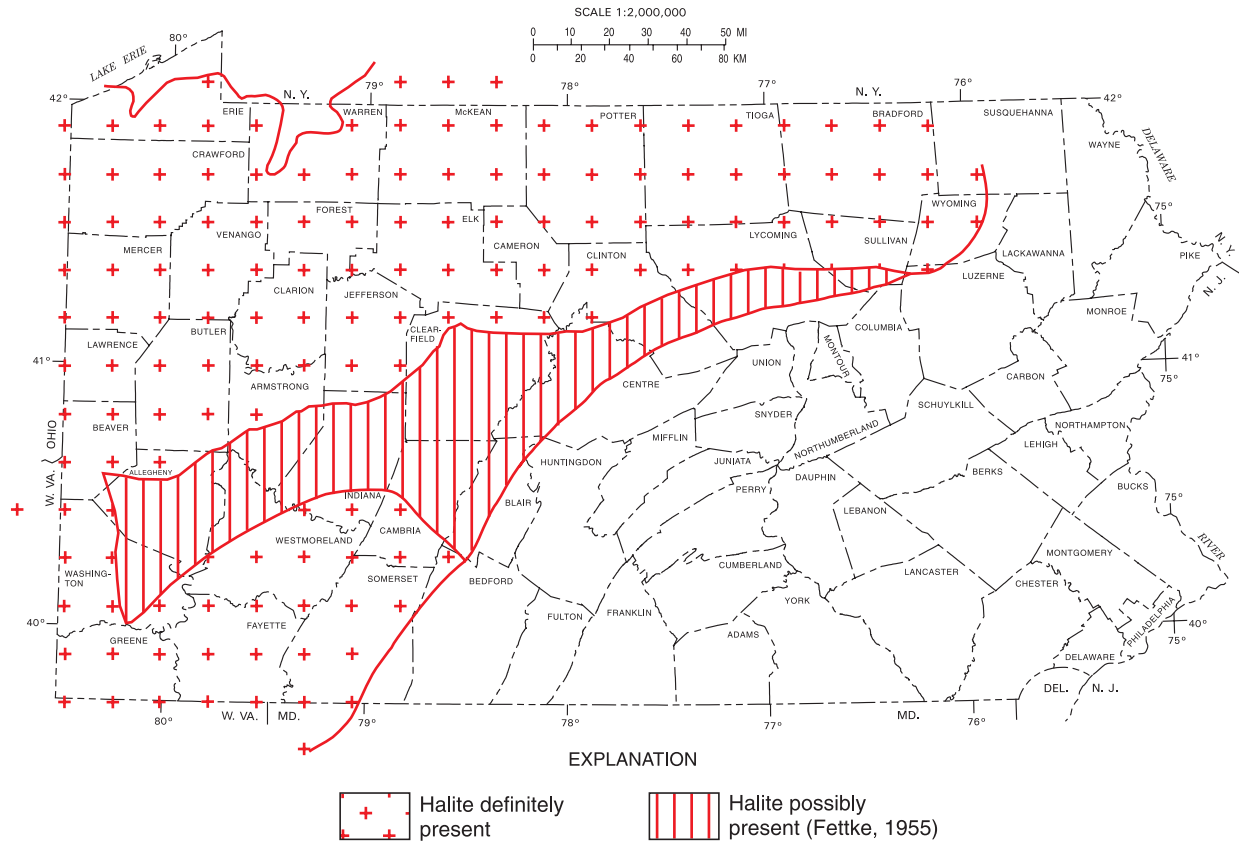 SCALE 1:2,000,000
0 10 20 30 40 50 MI
0 20 40 60 80 KM
LAKE ERIE
80°
79°
78°
77°
76°
42°
N. Y.
N. Y.
42°
ERIE
WARREN
McKEAN
POTTER
TIOGA
BRADFORD
SUSQUEHANNA
WAYNE
DELAWARE
CRAWFORD
FOREST
ELK
CAMERON
WYOMING
75°
MERCER
VENANGO
CLINTON
LYCOMING
SULLIVAN
LACKAWANNA
PIKE
N. Y.
N. J.
CLARION
JEFFERSON
LUZERNE
MONROE
LAWRENCE
BUTLER
CLEAR-
FIELD
COLUMBIA
41°
ARMSTRONG
CENTRE
UNION
MONTOUR
CARBON
41°
75°
BEAVER
SNYDER
SCHUYLKILL
NORTHAMPTON
OHIO
W. VA.
ALLEGHENY
HUNTINGDON
MIFFLIN
JUNIATA
NORTHUMBERLAND
LEHIGH
INDIANA
BLAIR
PERRY
DAUPHIN
BERKS
BUCKS
75°
CAMBRIA
LEBANON
WESTMORELAND
RIVER
WASHING-
TON
SOMERSET
BEDFORD
CUMBERLAND
LANCASTER
MONTGOMERY
CHESTER
40°
GREENE
FAYETTE
FULTON
FRANKLIN
YORK
ADAMS
PHILADELPHIA
40°
75°
DELAWARE
DEL.
N. J.
80°
W. VA.
MD.
79°
78°
77°
MD.
76°
EXPLANATION
Halite definitely
present
Halite possibly
present (Fettke, 1955)